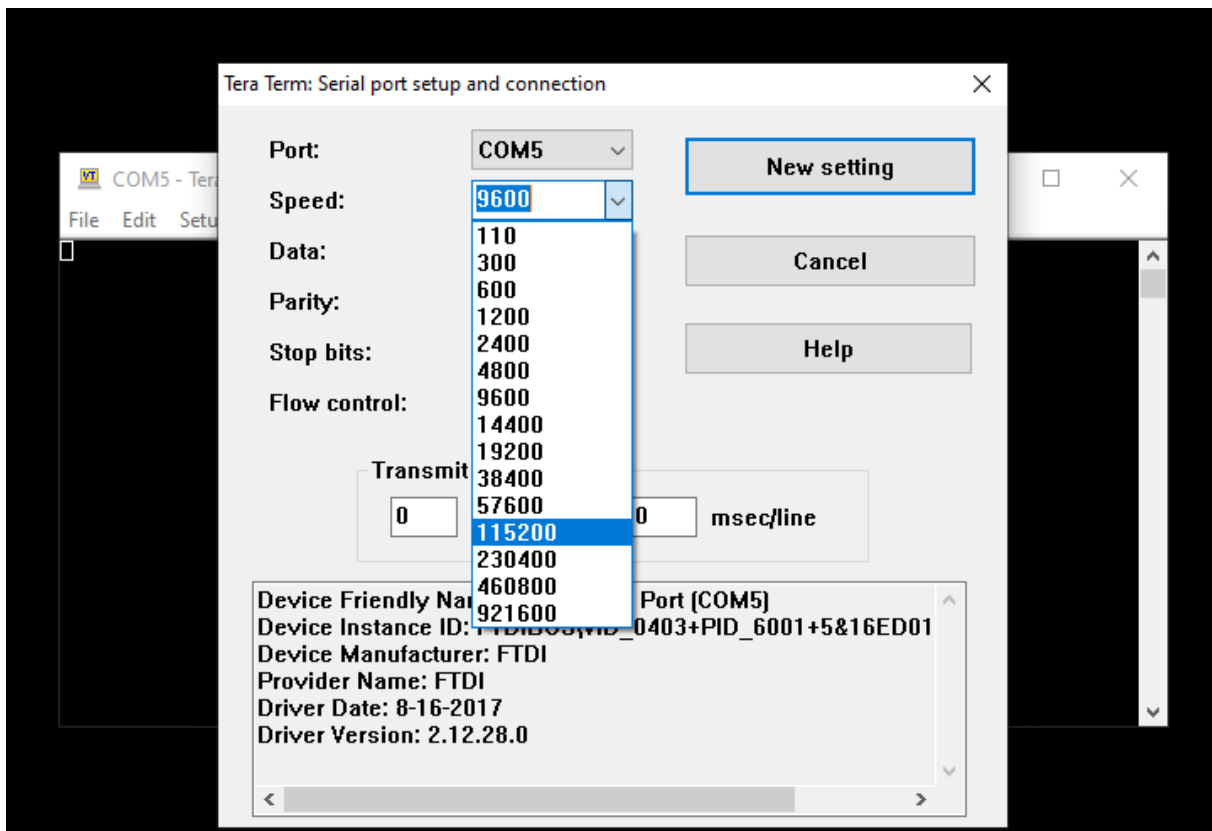 Tera Term: Serial port setup and connection
Port:
COM5
New setting
VT
COM5 - Tera
File Edit Setu
Speed:
9600
Data:
Cancel
Parity:
Stop bits:
Help
Flow control:
110
300
600
1200
2400
4800
9600
14400
19200
38400
57600
115200
230400
460800
921600
Transmit
0
0
msec/line
Device Friendly Na Port (COM5)
Device Instance ID: 0403+PID_6001+5&16ED01
Device Manufacturer: FTDI
Provider Name: FTDI
Driver Date: 8-16-2017
Driver Version: 2.12.28.0